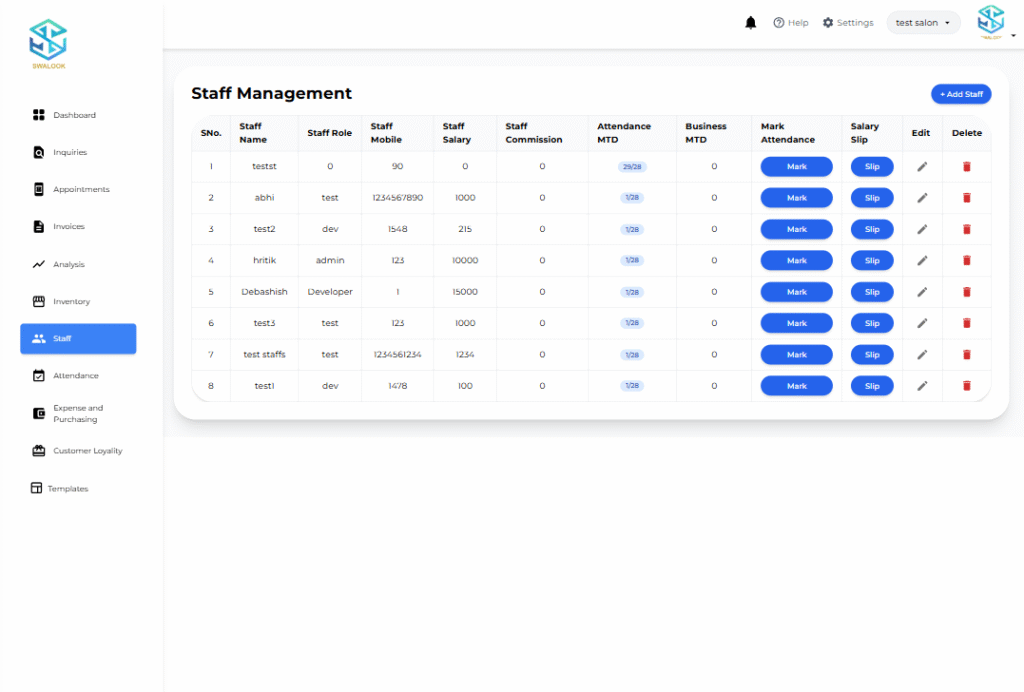 SWALOOK
Help
Settings
test salon
Dashboard
Inquiries
Appointments
Invoices
Analysis
Inventory
Staff
Attendance
Expense and
Purchasing
Customer Loyality
Templates
Staff Management
+ Add Staff
SNo. Staff Name Staff Role Staff Mobile Staff Salary Staff Commission Attendance MTD Business MTD Mark Attendance Salary Slip Edit Delete
1 testst 0 90 0 0 29/28 0 Mark Slip
2 abhi test 1234567890 1000 0 1/28 0 Mark Slip
3 test2 dev 1548 215 0 1/28 0 Mark Slip
4 hritik admin 123 10000 0 1/28 0 Mark Slip
5 Debashish Developer 1 15000 0 1/28 0 Mark Slip
6 test3 test 123 1000 0 1/28 0 Mark Slip
7 test staffs test 1234561234 1234 0 1/28 0 Mark Slip
8 test1 dev 1478 100 0 1/28 0 Mark Slip